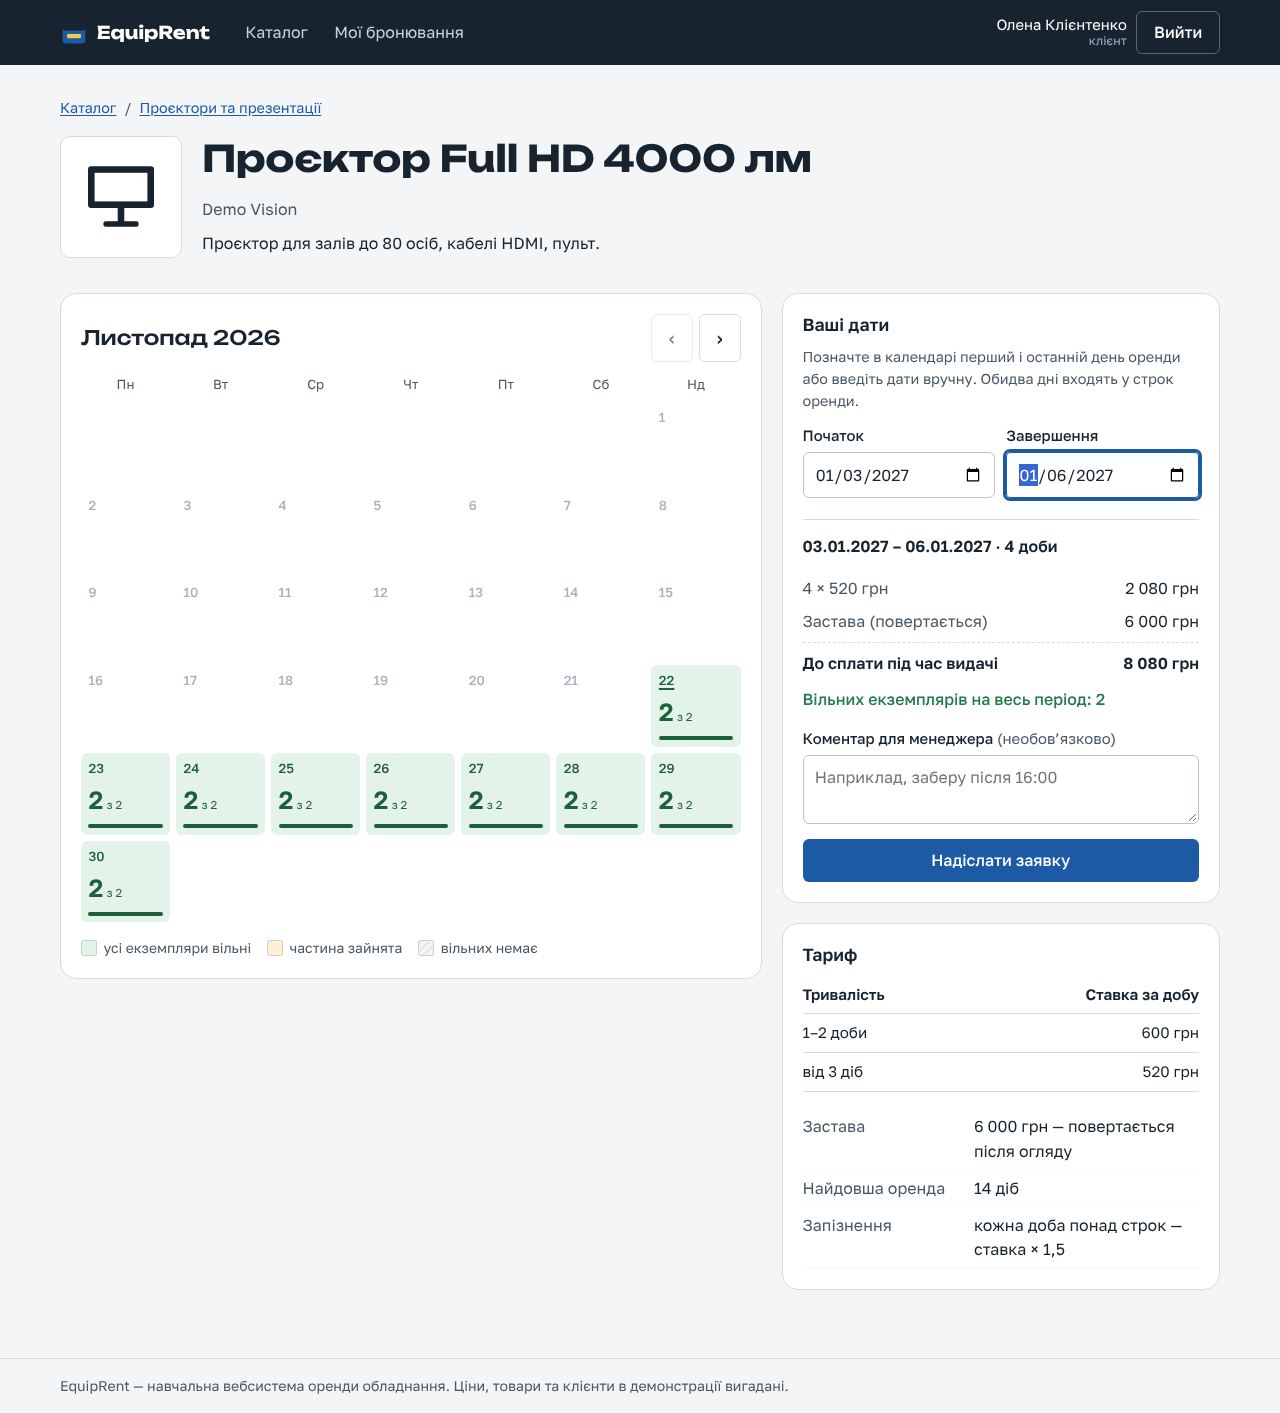 EquipRent
Каталог
Мої бронювання
Олена Клієнтенко
клієнт
Вийти
Каталог / Проєктори та презентації
Проєктор Full HD 4000 лм
Demo Vision
Проєктор для залів до 80 осіб, кабелі HDMI, пульт.
Листопад 2026
‹ ›
Пн Вт Ср Чт Пт Сб Нд
1
2 3 4 5 6 7 8
9 10 11 12 13 14 15
16 17 18 19 20 21 22
2 з 2
23 24 25 26 27 28 29
2 з 2 2 з 2 2 з 2 2 з 2 2 з 2 2 з 2 2 з 2
30
2 з 2
усі екземпляри вільні частина зайнята вільних немає
Ваші дати
Позначте в календарі перший і останній день оренди
або введіть дати вручну. Обидва дні входять у строк
оренди.
Початок Завершення
01/03/2027 01/06/2027
03.01.2027 – 06.01.2027 · 4 доби
4 × 520 грн 2 080 грн
Застава (повертається) 6 000 грн
До сплати під час видачі 8 080 грн
Вільних екземплярів на весь період: 2
Коментар для менеджера (необов’язково)
Наприклад, заберу після 16:00
Надіслати заявку
Тариф
Тривалість Ставка за добу
1–2 доби 600 грн
від 3 діб 520 грн
Застава 6 000 грн — повертається
після огляду
Найдовша оренда 14 діб
Запізнення кожна доба понад строк —
ставка × 1,5
EquipRent — навчальна вебсистема оренди обладнання. Ціни, товари та клієнти в демонстрації вигадані.